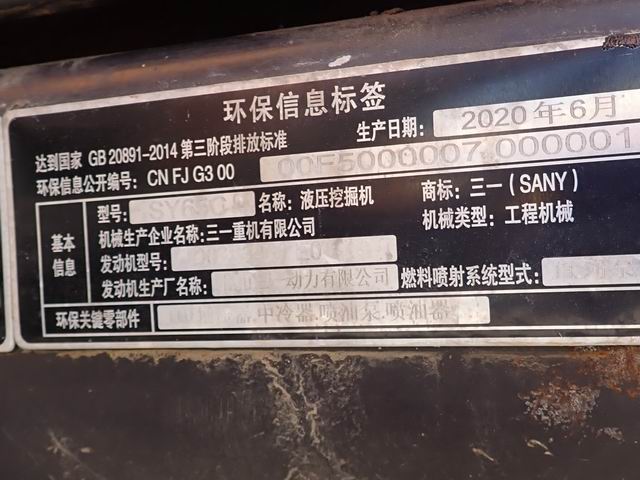 环保信息标签
达到国家 GB 20891-2014 第三阶段排放标准 生产日期: 2020年6月
环保信息公开编号: CN FJ G3 00 00F5000007 000001
基本信息
型号: 名称: 液压挖掘机 商标: 三一(SANY)
机械生产企业名称: 三一重机有限公司 机械类型: 工程机械
发动机型号:
发动机生产厂名称: 动力有限公司 燃料喷射系统型式:
环保关键零部件 中冷器,喷油泵,喷油器